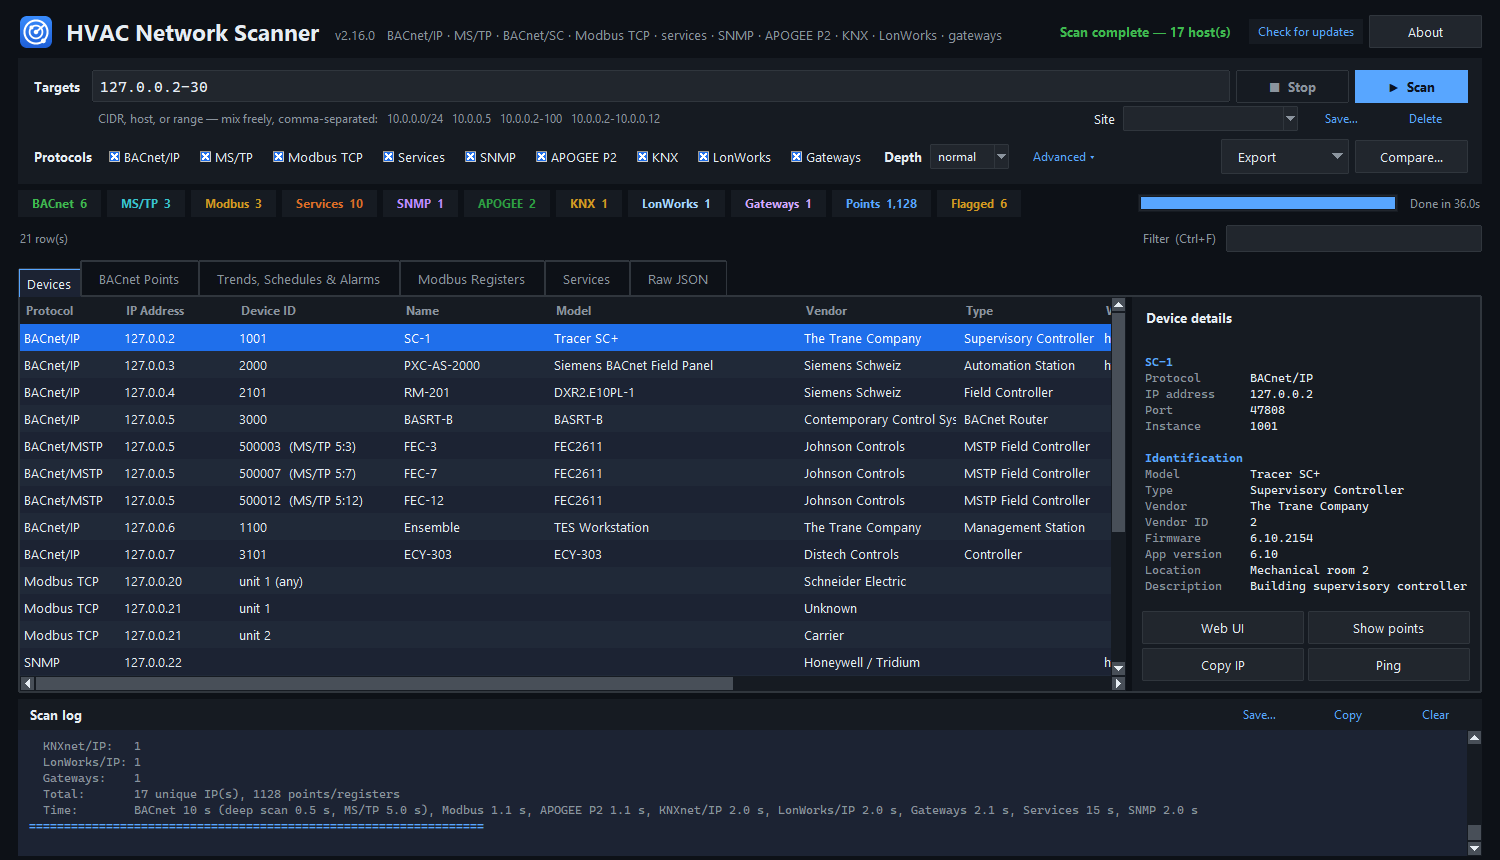 HVAC Network Scanner v2.16.0 BACnet/IP · MS/TP · BACnet/SC · Modbus TCP · services · SNMP · APOGEE P2 · KNX · LonWorks · gateways Scan complete — 17 host(s) Check for updates About
Targets 127.0.0.2-30 Stop Scan
CIDR, host, or range — mix freely, comma-separated: 10.0.0.0/24 10.0.0.5 10.0.0.2-100 10.0.0.2-10.0.0.12 Site Save... Delete
Protocols BACnet/IP MS/TP Modbus TCP Services SNMP APOGEE P2 KNX LonWorks Gateways Depth normal Advanced Export Compare...
BACnet 6 MS/TP 3 Modbus 3 Services 10 SNMP 1 APOGEE 2 KNX 1 LonWorks 1 Gateways 1 Points 1,128 Flagged 6 Done in 36.0s
21 row(s) Filter (Ctrl+F)
Devices BACnet Points Trends, Schedules & Alarms Modbus Registers Services Raw JSON
Protocol IP Address Device ID Name Model Vendor Type
BACnet/IP 127.0.0.2 1001 SC-1 Tracer SC+ The Trane Company Supervisory Controller h
BACnet/IP 127.0.0.3 2000 PXC-AS-2000 Siemens BACnet Field Panel Siemens Schweiz Automation Station h
BACnet/IP 127.0.0.4 2101 RM-201 DXR2.E10PL-1 Siemens Schweiz Field Controller
BACnet/IP 127.0.0.5 3000 BASRT-B BASRT-B Contemporary Control Sys BACnet Router
BACnet/MSTP 127.0.0.5 500003 (MS/TP 5:3) FEC-3 FEC2611 Johnson Controls MSTP Field Controller
BACnet/MSTP 127.0.0.5 500007 (MS/TP 5:7) FEC-7 FEC2611 Johnson Controls MSTP Field Controller
BACnet/MSTP 127.0.0.5 500012 (MS/TP 5:12) FEC-12 FEC2611 Johnson Controls MSTP Field Controller
BACnet/IP 127.0.0.6 1100 Ensemble TES Workstation The Trane Company Management Station
BACnet/IP 127.0.0.7 3101 ECY-303 ECY-303 Distech Controls Controller
Modbus TCP 127.0.0.20 unit 1 (any) Schneider Electric
Modbus TCP 127.0.0.21 unit 1 Unknown
Modbus TCP 127.0.0.21 unit 2 Carrier
SNMP 127.0.0.22 Honeywell / Tridium h
Device details
SC-1
Protocol BACnet/IP
IP address 127.0.0.2
Port 47808
Instance 1001
Identification
Model Tracer SC+
Type Supervisory Controller
Vendor The Trane Company
Vendor ID 2
Firmware 6.10.2154
App version 6.10
Location Mechanical room 2
Description Building supervisory controller
Web UI Show points
Copy IP Ping
Scan log Save... Copy Clear
KNXnet/IP: 1
LonWorks/IP: 1
Gateways: 1
Total: 17 unique IP(s), 1128 points/registers
Time: BACnet 10 s (deep scan 0.5 s, MS/TP 5.0 s), Modbus 1.1 s, APOGEE P2 1.1 s, KNXnet/IP 2.0 s, LonWorks/IP 2.0 s, Gateways 2.1 s, Services 15 s, SNMP 2.0 s
=================================================================